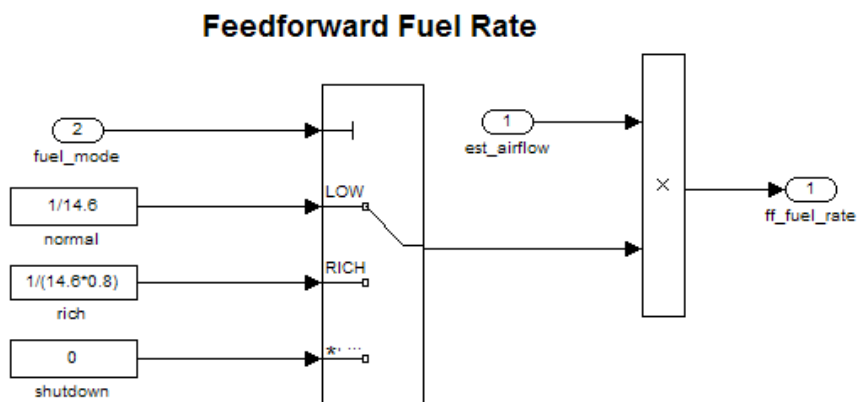 Feedforward Fuel Rate
2
fuel_mode
1
est_airflow
LOW
1/14.6
normal
×
1
ff_fuel_rate
RICH
1/(14.6*0.8)
rich
*, ...
0
shutdown